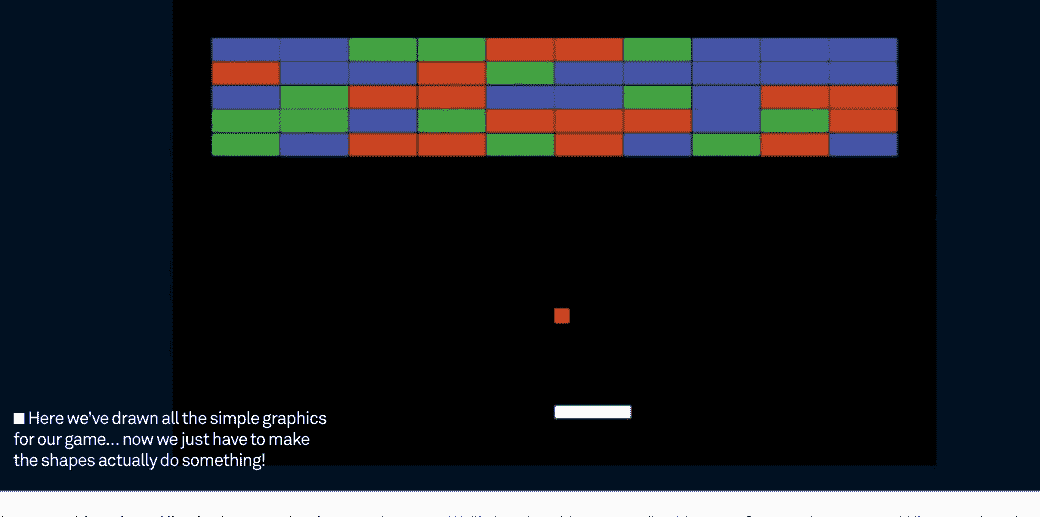 Here we've drawn all the simple graphics
for our game... now we just have to make
the shapes actually do something!